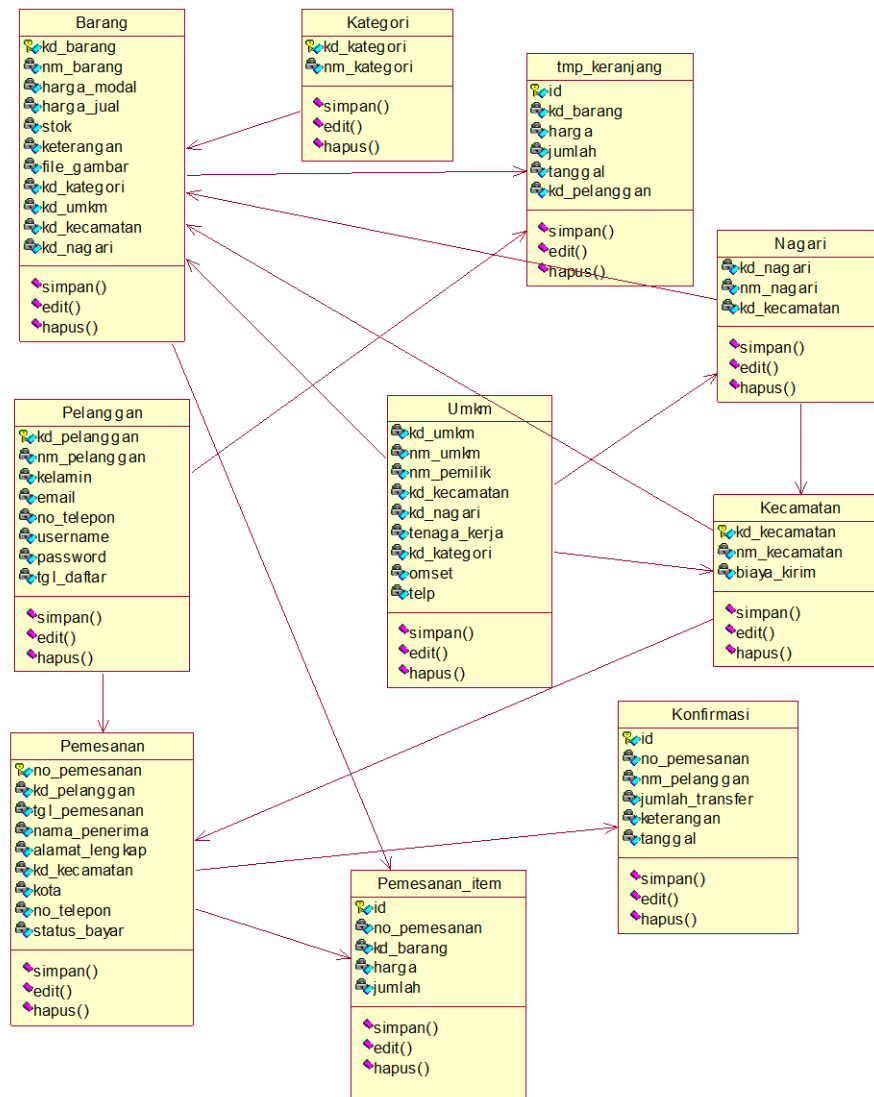 Barang
kd_barang
nm_barang
harga_modal
harga_jual
stok
keterangan
file_gambar
kd_kategori
kd_umkm
kd_kecamatan
kd_nagari
simpan()
edit()
hapus()
Kategori
kd_kategori
nm_kategori
simpan()
edit()
hapus()
tmp_keranjang
id
kd_barang
harga
jumlah
tanggal
kd_pelanggan
simpan()
edit()
hapus()
Nagari
kd_nagari
nm_nagari
kd_kecamatan
simpan()
edit()
hapus()
Pelanggan
kd_pelanggan
nm_pelanggan
kelamin
email
no_telepon
username
password
tgl_daftar
simpan()
edit()
hapus()
Umkm
kd_umkm
nm_umkm
nm_pemilik
kd_kecamatan
kd_nagari
tenaga_kerja
kd_kategori
omset
telp
simpan()
edit()
hapus()
Kecamatan
kd_kecamatan
nm_kecamatan
biaya_kirim
simpan()
edit()
hapus()
Pemesanan
no_pemesanan
kd_pelanggan
tgl_pemesanan
nama_penerima
alamat_lengkap
kd_kecamatan
kota
no_telepon
status_bayar
simpan()
edit()
hapus()
Konfirmasi
id
no_pemesanan
nm_pelanggan
jumlah_transfer
keterangan
tanggal
simpan()
edit()
hapus()
Pemesanan_item
id
no_pemesanan
kd_barang
harga
jumlah
simpan()
edit()
hapus()